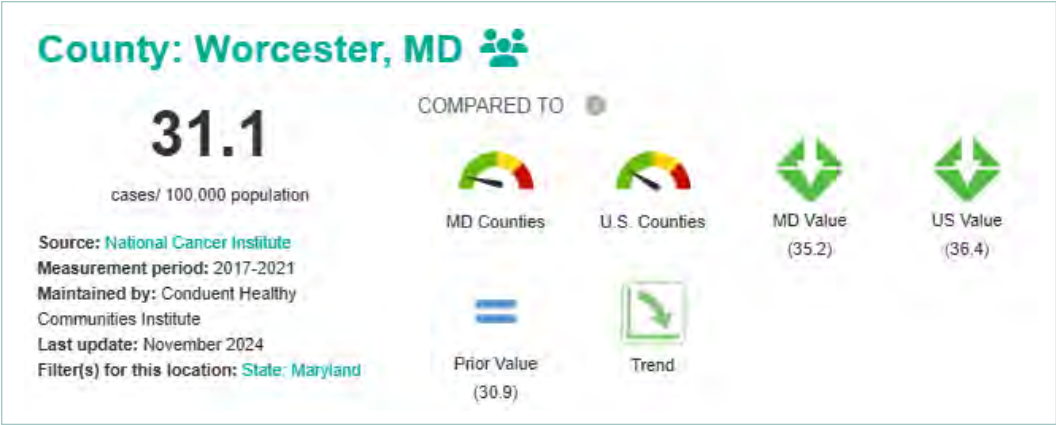 County: Worcester, MD
31.1
cases/ 100,000 population
Source: National Cancer Institute
Measurement period: 2017-2021
Maintained by: Conduent Healthy
Communities Institute
Last update: November 2024
Filter(s) for this location: State: Maryland
COMPARED TO
MD Counties
U.S. Counties
MD Value
(35.2)
US Value
(36.4)
Prior Value
(30.9)
Trend